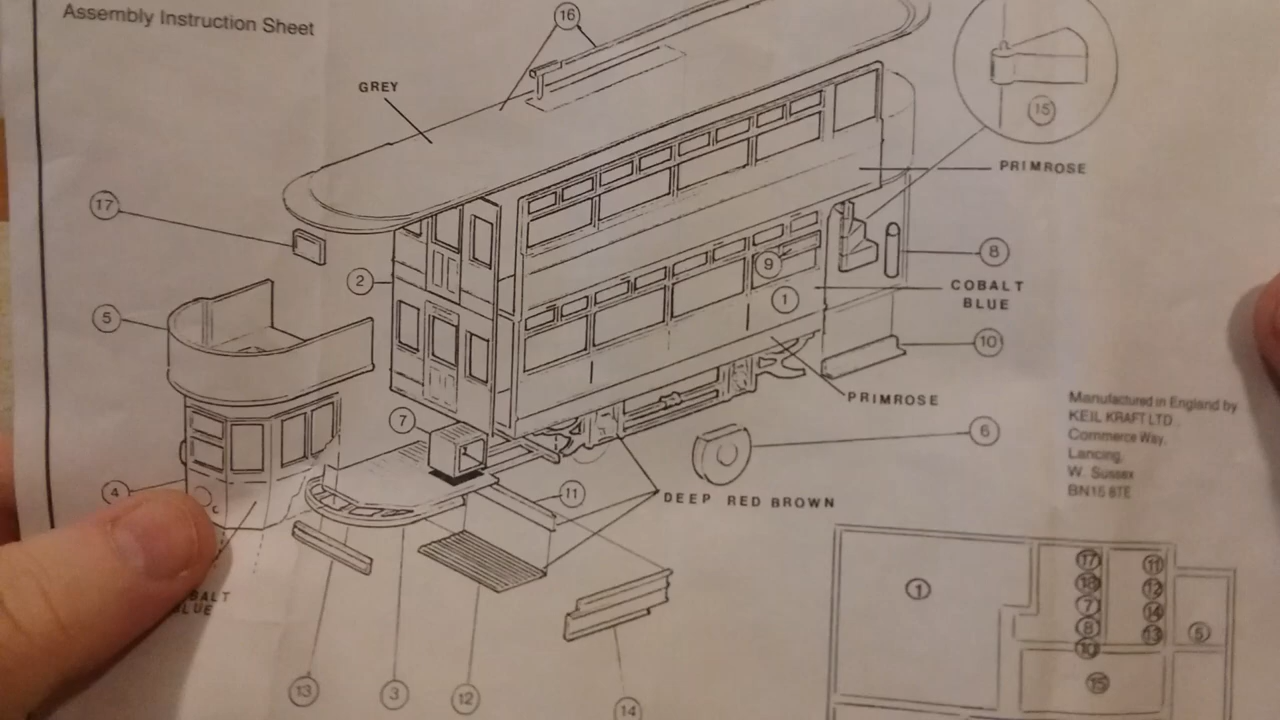 Assembly Instruction Sheet
16
GREY
15
PRIMROSE
17
2
8
9
COBALT
BLUE
1
5
10
PRIMROSE
Manufactured in England by
KEIL KRAFT LTD.
Commerce Way,
Lancing,
W. Sussex
BN15 8TE
7
6
4
11
DEEP RED BROWN
BALT
LUE
13
3
12
14
1
17
18
7
8
10
11
12
14
13
5
15